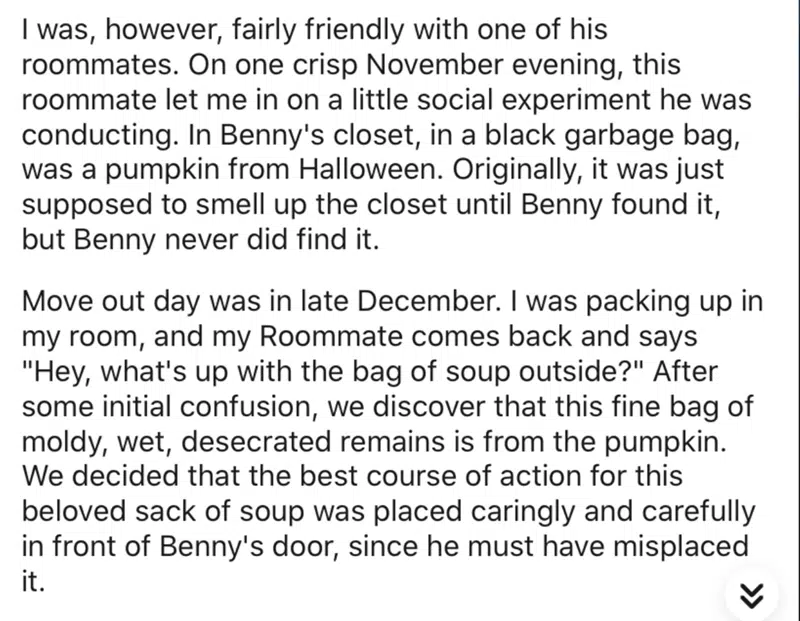 I was, however, fairly friendly with one of his
roommates. On one crisp November evening, this
roommate let me in on a little social experiment he was
conducting. In Benny's closet, in a black garbage bag,
was a pumpkin from Halloween. Originally, it was just
supposed to smell up the closet until Benny found it,
but Benny never did find it.
Move out day was in late December. I was packing up in
my room, and my Roommate comes back and says
"Hey, what's up with the bag of soup outside?" After
some initial confusion, we discover that this fine bag of
moldy, wet, desecrated remains is from the pumpkin.
We decided that the best course of action for this
beloved sack of soup was placed caringly and carefully
in front of Benny's door, since he must have misplaced
it.